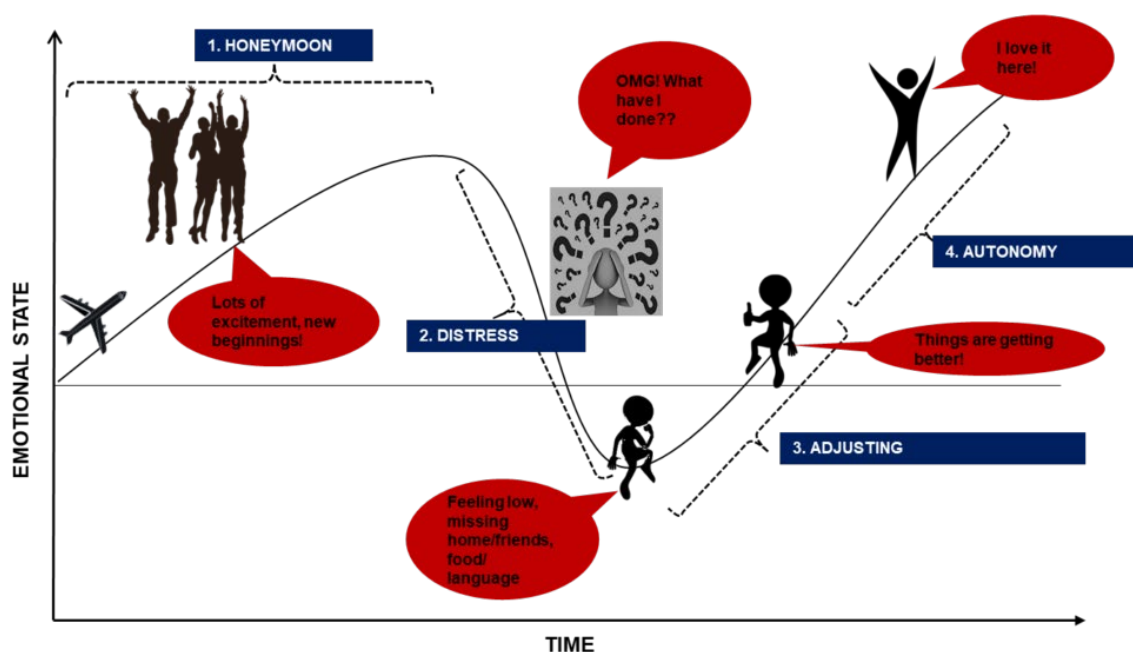 1. HONEYMOON
I love it
here!
OMG! What
have I
done??
4. AUTONOMY
Lots of
excitement, new
beginnings!
2. DISTRESS
Things are getting
better!
3. ADJUSTING
Feeling low,
missing
home/friends,
food/
language
EMOTIONAL STATE
TIME